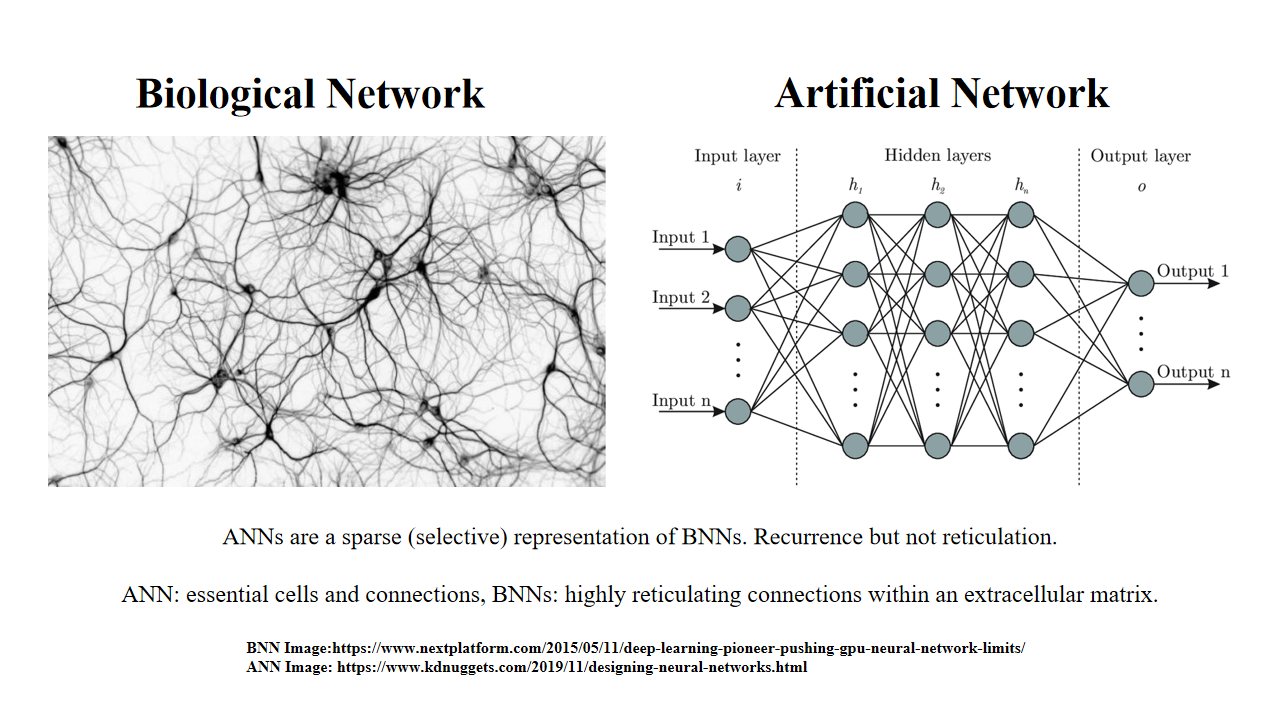 Biological Network
Artificial Network
Input layer
Hidden layers
Output layer
i
h1
h2
hn
o
Input 1
Input 2
Input n
Output 1
Output n
ANNs are a sparse (selective) representation of BNNs. Recurrence but not reticulation.
ANN: essential cells and connections, BNNs: highly reticulating connections within an extracellular matrix.
BNN Image:https://www.nextplatform.com/2015/05/11/deep-learning-pioneer-pushing-gpu-neural-network-limits/
ANN Image: https://www.kdnuggets.com/2019/11/designing-neural-networks.html